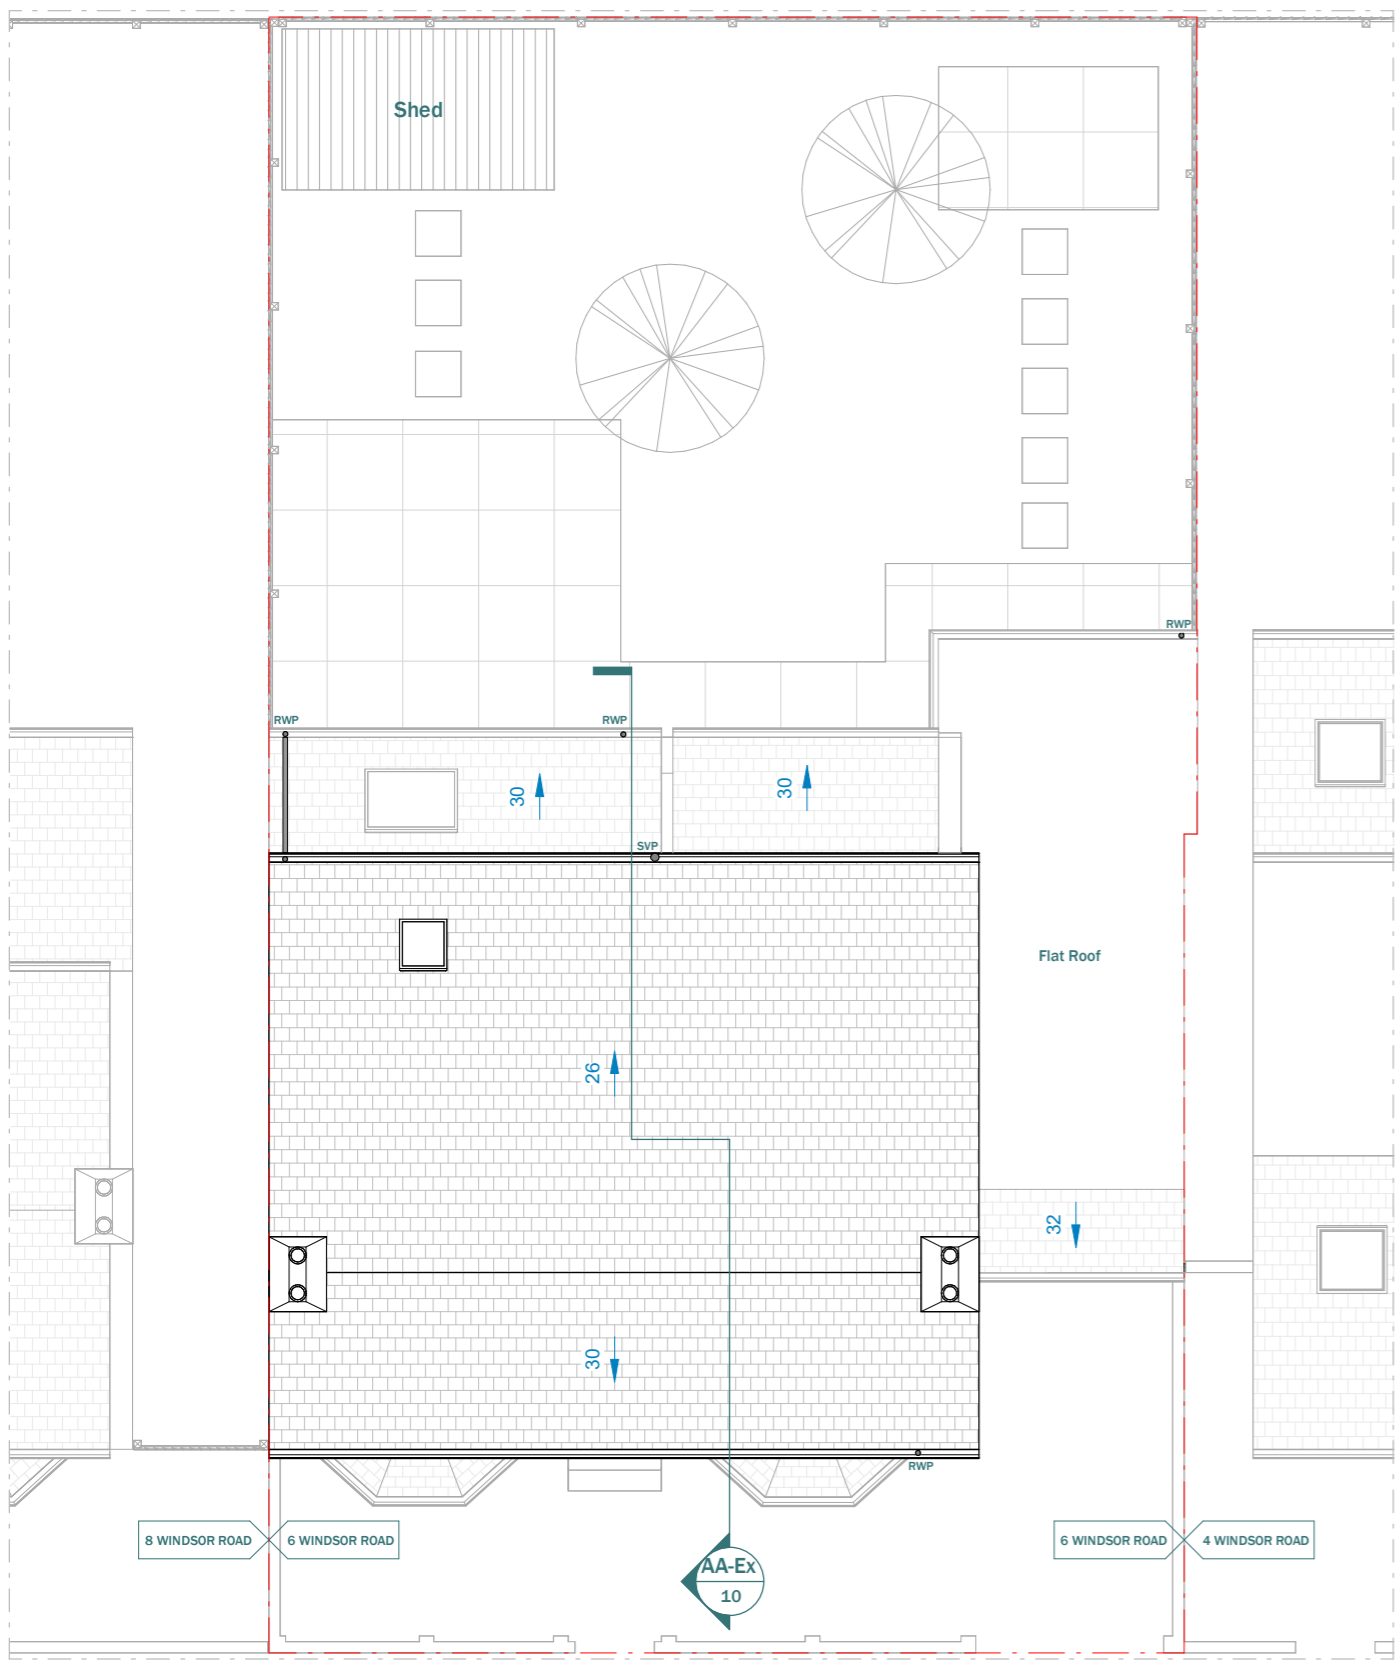 Shed
RWP
RWP
RWP
30
30
SVP
Flat Roof
26
32
30
RWP
8 WINDSOR ROAD
6 WINDSOR ROAD
6 WINDSOR ROAD
4 WINDSOR ROAD
AA-Ex
10